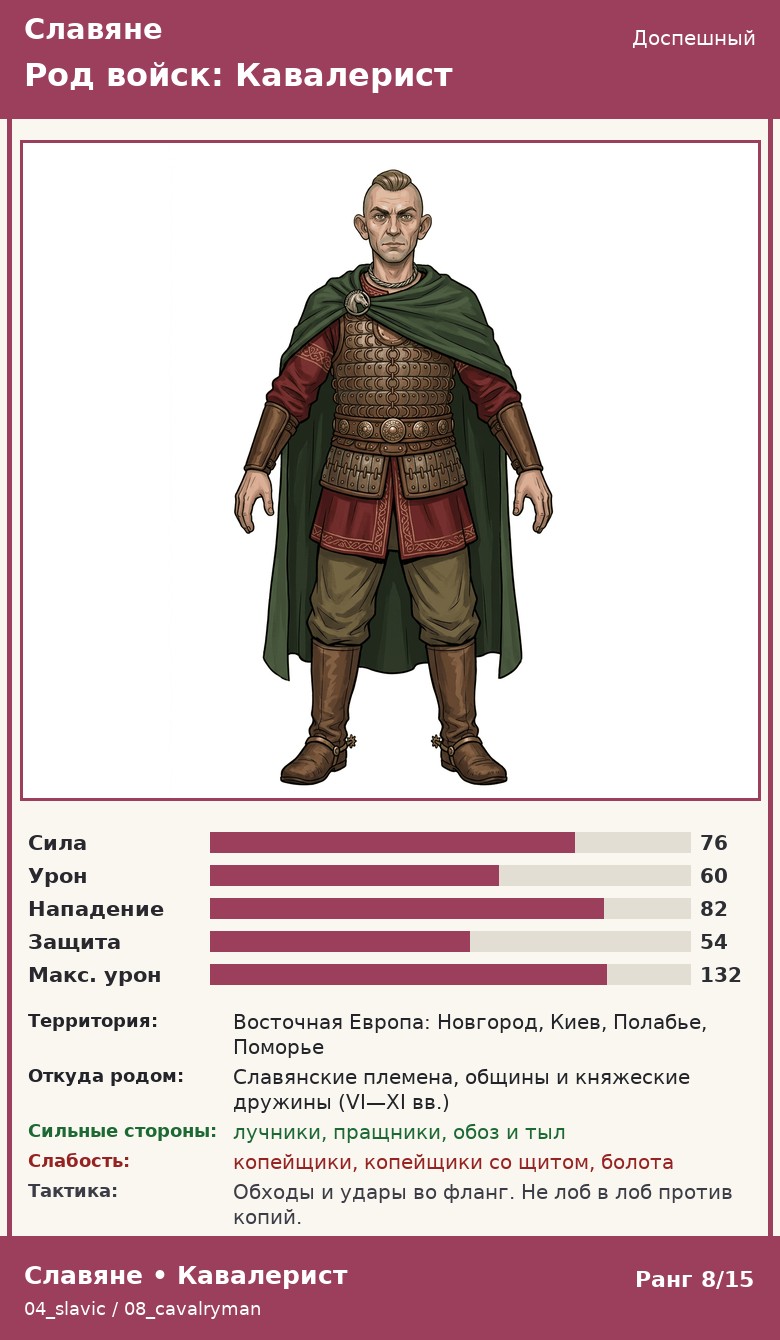 Славяне
Доспешный
Род войск: Кавалерист
Сила 76
Урон 60
Нападение 82
Защита 54
Макс. урон 132
Территория: Восточная Европа: Новгород, Киев, Полабье,
Поморье
Откуда родом: Славянские племена, общины и княжеские
дружины (VI—XI вв.)
Сильные стороны: лучники, пращники, обоз и тыл
Слабость: копейщики, копейщики со щитом, болота
Тактика: Обходы и удары во фланг. Не лоб в лоб против
копий.
Славяне • Кавалерист
Ранг 8/15
04_slavic / 08_cavalryman